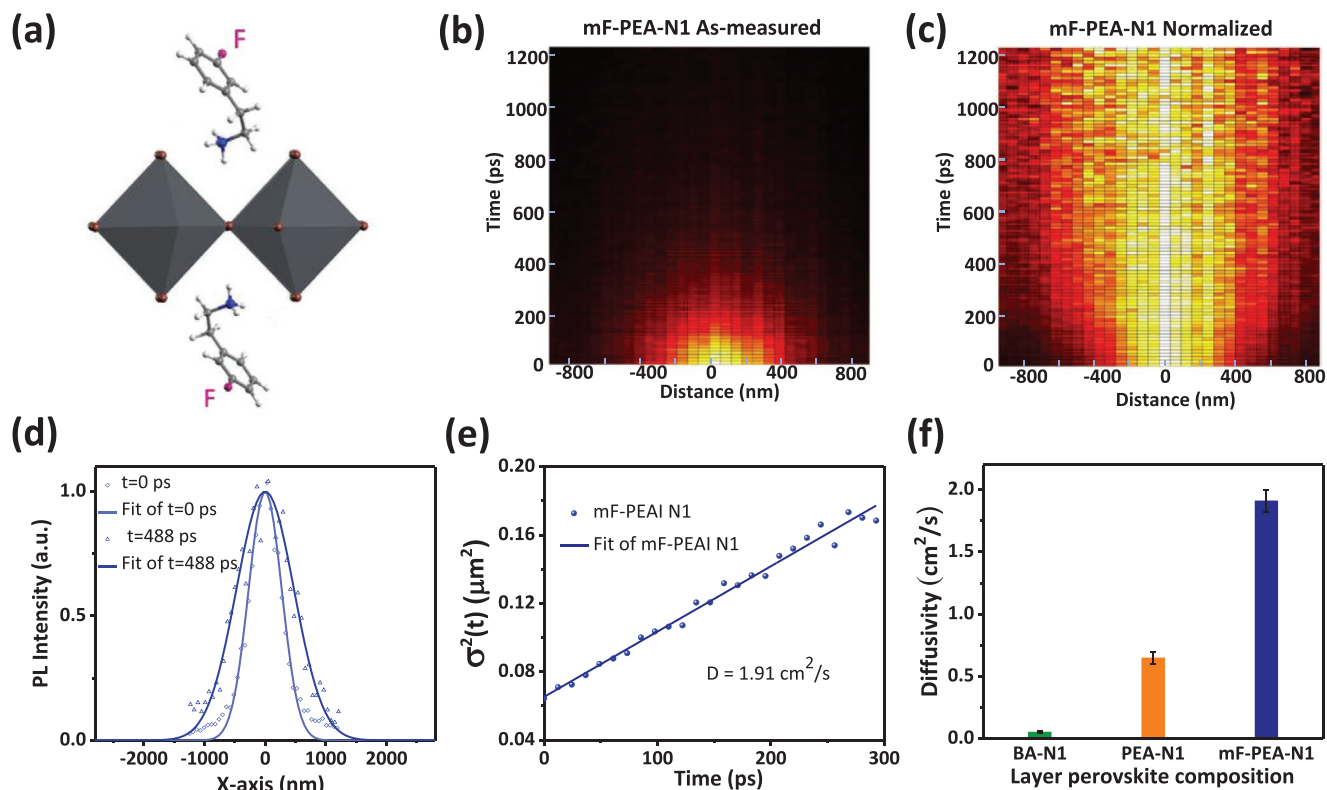 (a)
F
F
(b)
mF-PEA-N1 As-measured
1200
1000
800
600
400
200
0
Time (ps)
-800 -400 0 400 800
Distance (nm)
(c)
mF-PEA-N1 Normalized
1200
1000
800
600
400
200
0
Time (ps)
-800 -400 0 400 800
Distance (nm)
(d)
t=0 ps
Fit of t=0 ps
t=488 ps
Fit of t=488 ps
1.0
0.5
0.0
PL Intensity (a.u.)
-2000 -1000 0 1000 2000
X-axis (nm)
(e)
0.20
0.16
0.12
0.08
0.04
σ²(t) (μm²)
mF-PEAI N1
Fit of mF-PEAI N1
D = 1.91 cm²/s
0 100 200 300
Time (ps)
(f)
2.0
1.5
1.0
0.5
0.0
Diffusivity (cm²/s)
BA-N1 PEA-N1 mF-PEA-N1
Layer perovskite composition